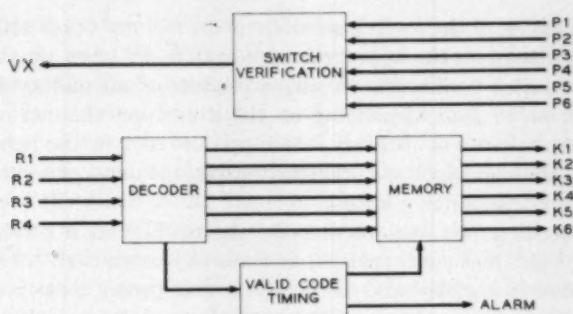 P1
P2
P3
P4
P5
P6
SWITCH
VERIFICATION
VX
R1
R2
R3
R4
DECODER
MEMORY
K1
K2
K3
K4
K5
K6
VALID CODE
TIMING
ALARM